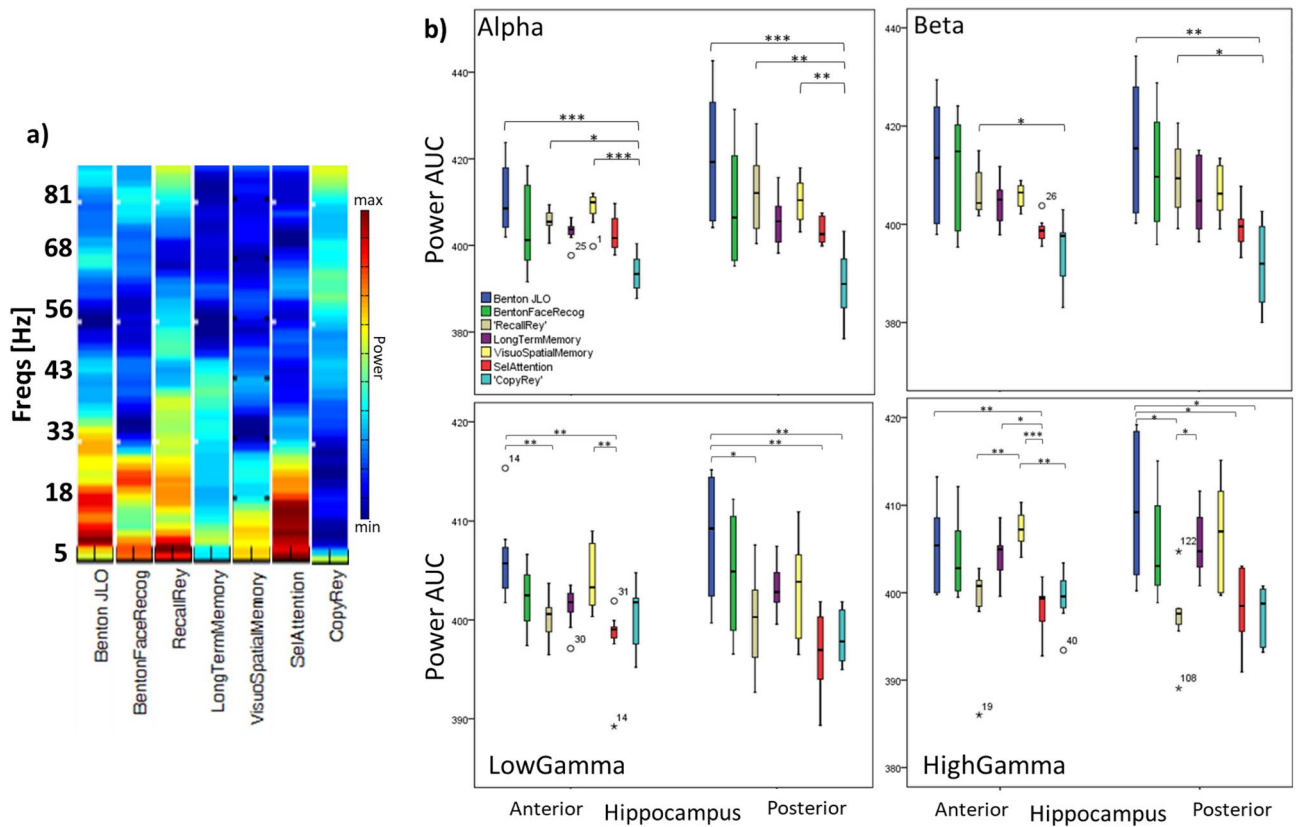 a)
Freqs [Hz]
81
68
56
43
33
18
5
max
Power
min
Benton JLO
BentonFaceRecog
RecallRey
LongTermMemory
VisuoSpatialMemory
SelAttention
CopyRey
b)
Alpha
Power AUC
440
420
400
380
***
*
***
25
1
***
**
**
Benton JLO
BentonFaceRecog
'RecallRey'
LongTermMemory
VisuoSpatialMemory
SelAttention
'CopyRey'
Beta
440
420
400
380
*
26
**
*
LowGamma
Power AUC
420
410
400
390
**
**
**
14
30
31
14
**
**
*
Anterior Hippocampus Posterior
HighGamma
420
410
400
390
380
**
*
***
**
**
19
40
*
*
*
*
122
108
Anterior Hippocampus Posterior